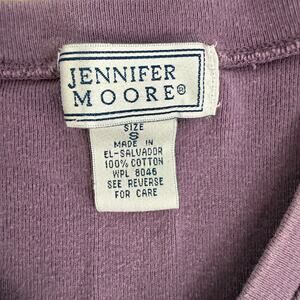 JENNIFER
MOORE®
SIZE
S
MADE IN
EL-SALVADOR
100% COTTON
WPL 8046
SEE REVERSE
FOR CARE